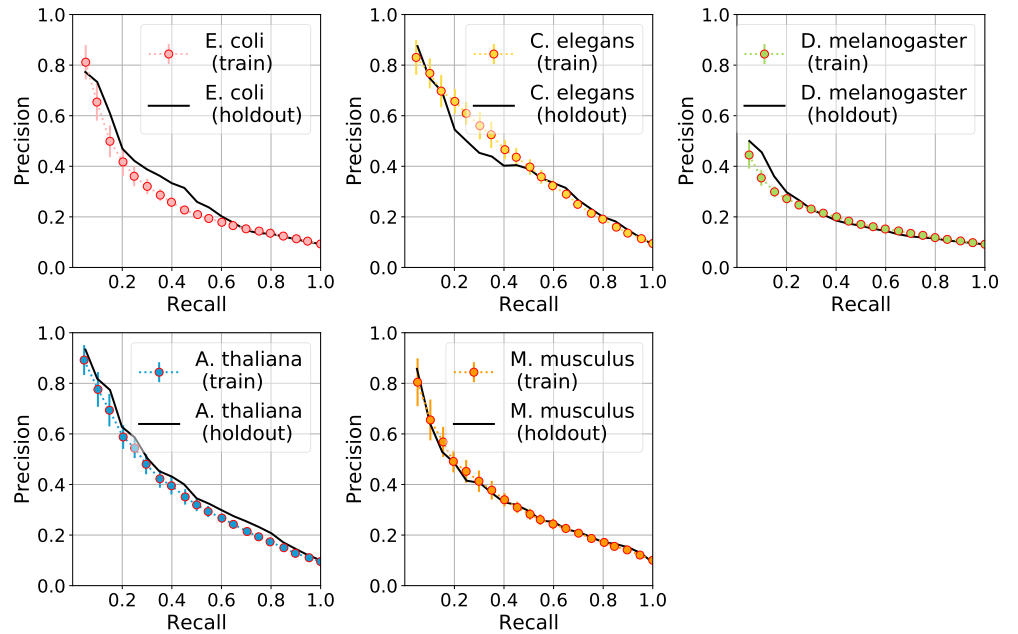 1.0
0.8
0.6
0.4
0.2
0.0
Precision
0.2 0.4 0.6 0.8 1.0
Recall
E. coli
(train)
E. coli
(holdout)
1.0
0.8
0.6
0.4
0.2
0.0
Precision
0.2 0.4 0.6 0.8 1.0
Recall
C. elegans
(train)
C. elegans
(holdout)
1.0
0.8
0.6
0.4
0.2
0.0
Precision
0.2 0.4 0.6 0.8 1.0
Recall
D. melanogaster
(train)
D. melanogaster
(holdout)
1.0
0.8
0.6
0.4
0.2
0.0
Precision
0.2 0.4 0.6 0.8 1.0
Recall
A. thaliana
(train)
A. thaliana
(holdout)
1.0
0.8
0.6
0.4
0.2
0.0
Precision
0.2 0.4 0.6 0.8 1.0
Recall
M. musculus
(train)
M. musculus
(holdout)